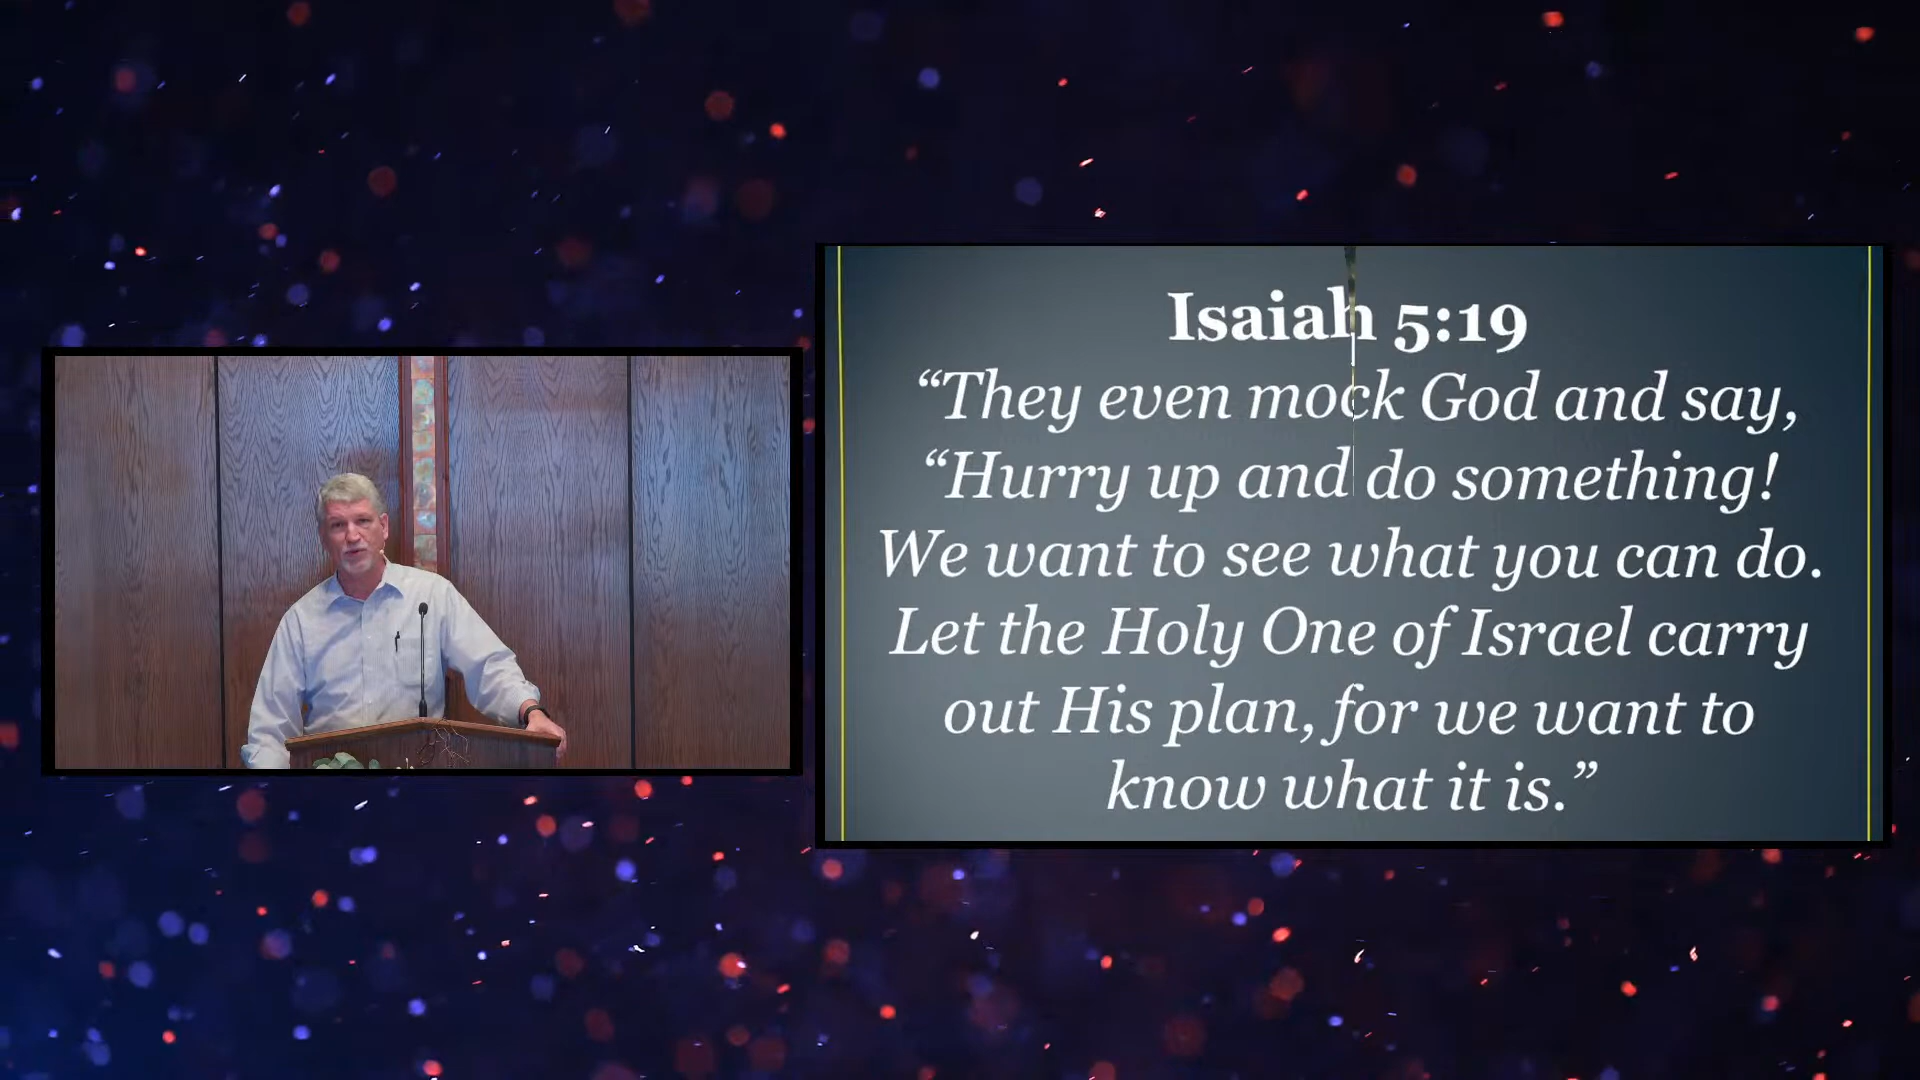 Isaiah 5:19
“They even mock God and say,
“Hurry up and do something!
We want to see what you can do.
Let the Holy One of Israel carry
out His plan, for we want to
know what it is.”